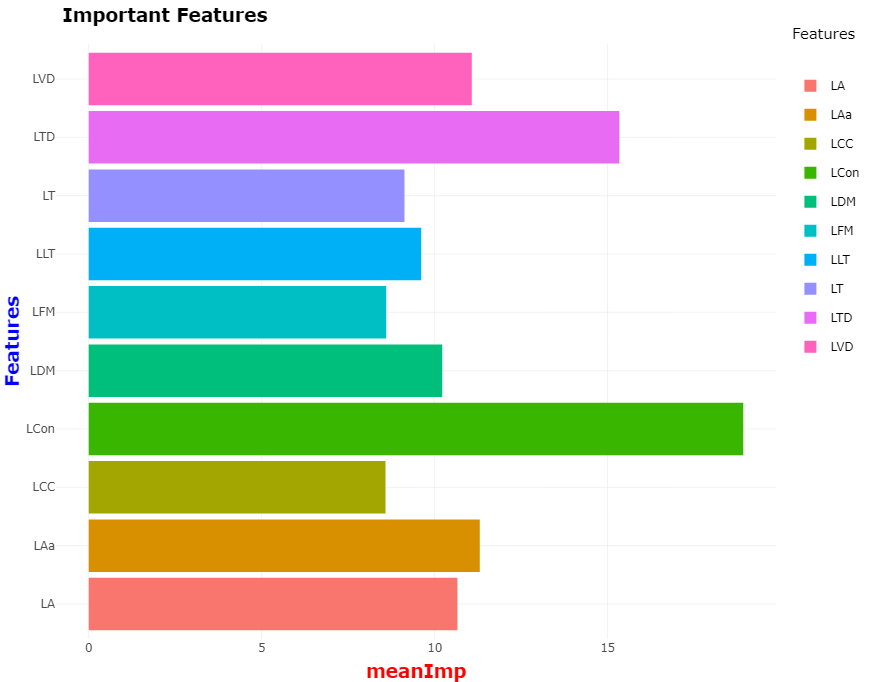 Important Features
Features
LA
LAa
LCC
LCon
LDM
LFM
LLT
LT
LTD
LVD
Features
LVD
LTD
LT
LLT
LFM
LDM
LCon
LCC
LAa
LA
0 5 10 15
meanImp